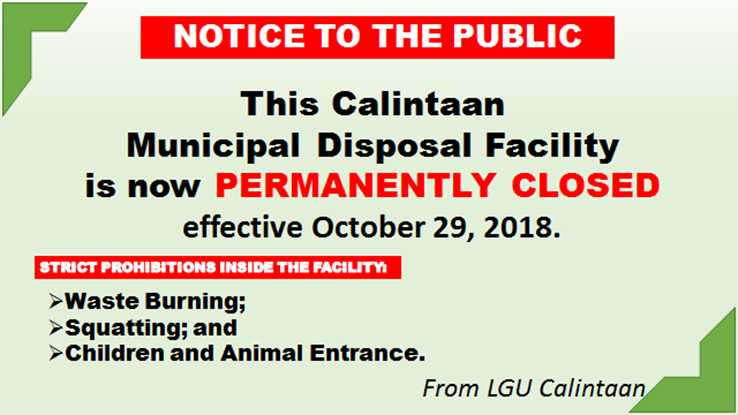 NOTICE TO THE PUBLIC
This Calintaan
Municipal Disposal Facility
is now PERMANENTLY CLOSED
effective October 29, 2018.
STRICT PROHIBITIONS INSIDE THE FACILITY:
➢Waste Burning;
➢Squatting; and
➢Children and Animal Entrance.
From LGU Calintaan